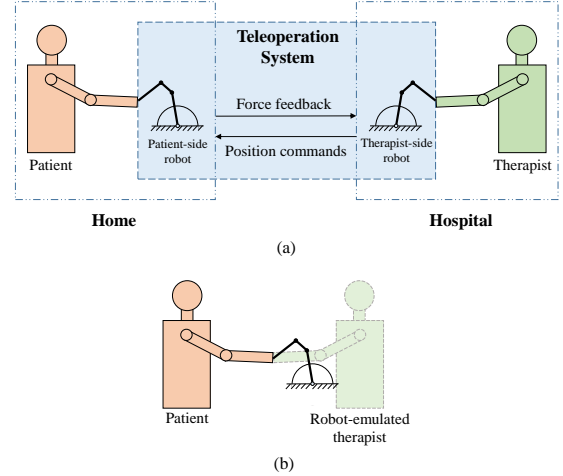 Teleoperation
System
Force feedback
Position commands
Patient-side
robot
Therapist-side
robot
Patient
Therapist
Home
Hospital
(a)
Patient
Robot-emulated
therapist
(b)